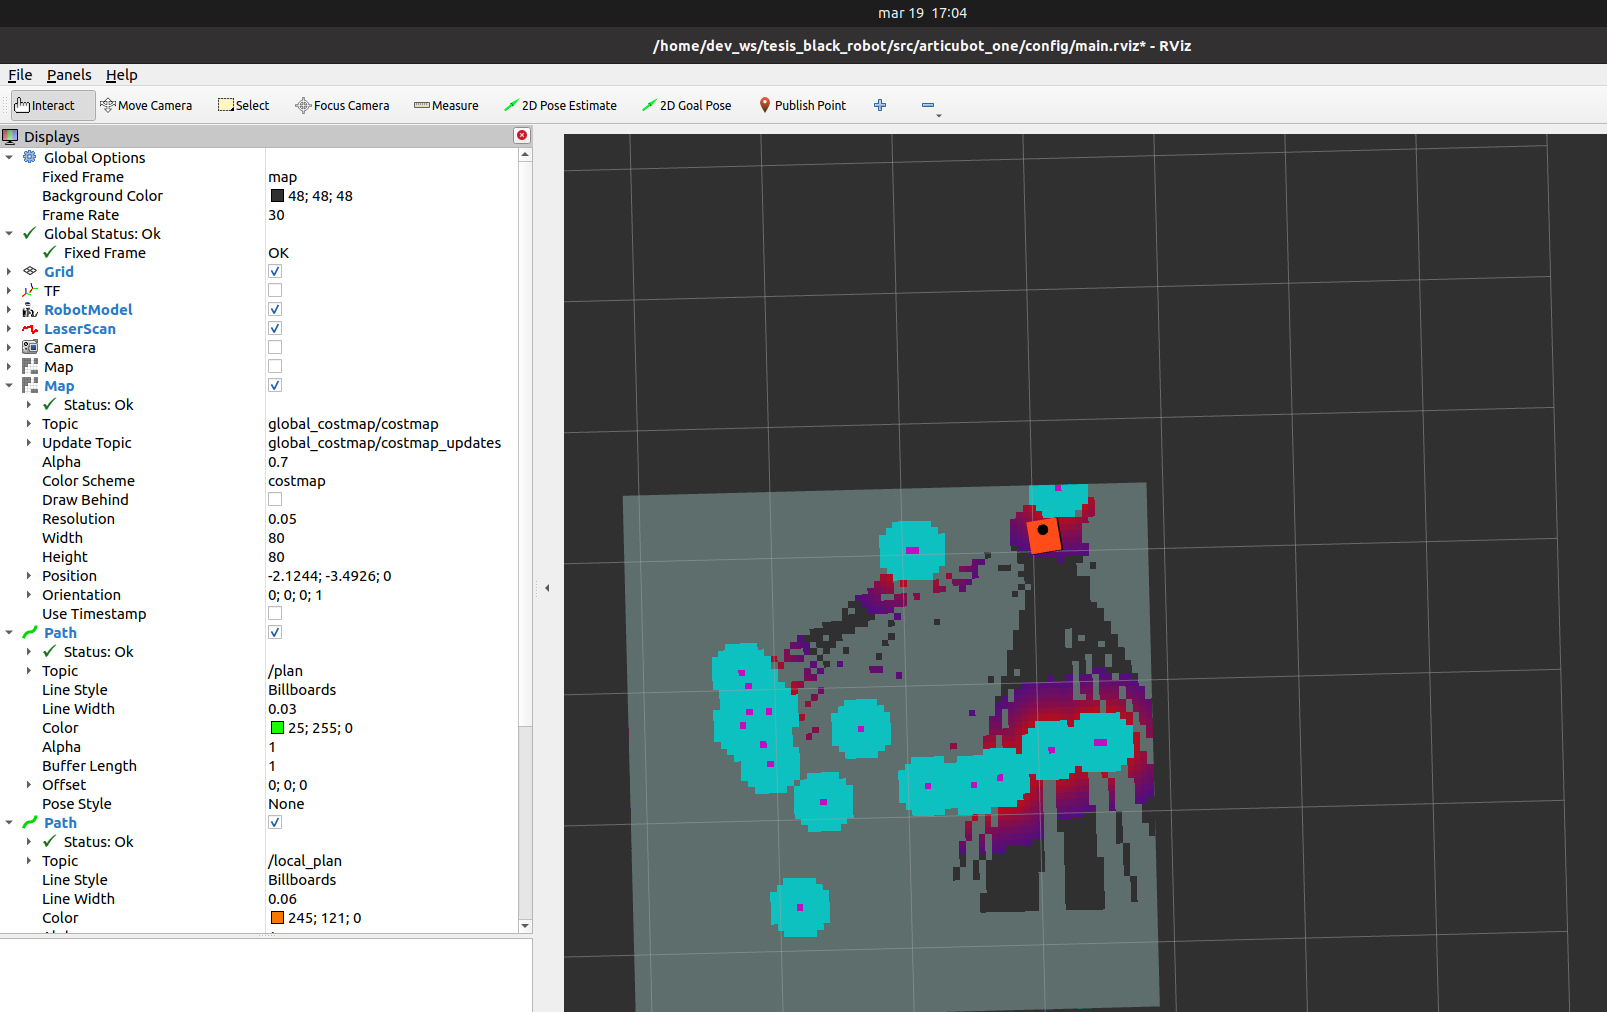 mar 19 17:04
/home/dev_ws/tesis_black_robot/src/articubot_one/config/main.rviz* - RViz
File Panels Help
Interact Move Camera Select Focus Camera Measure 2D Pose Estimate 2D Goal Pose Publish Point
Displays
Global Options
Fixed Frame map
Background Color 48; 48; 48
Frame Rate 30
Global Status: Ok
Fixed Frame OK
Grid
TF
RobotModel
LaserScan
Camera
Map
Map
Status: Ok
Topic global_costmap/costmap
Update Topic global_costmap/costmap_updates
Alpha 0.7
Color Scheme costmap
Draw Behind
Resolution 0.05
Width 80
Height 80
Position -2.1244; -3.4926; 0
Orientation 0; 0; 0; 1
Use Timestamp
Path
Status: Ok
Topic /plan
Line Style Billboards
Line Width 0.03
Color 25; 255; 0
Alpha 1
Buffer Length 1
Offset 0; 0; 0
Pose Style None
Path
Status: Ok
Topic /local_plan
Line Style Billboards
Line Width 0.06
Color 245; 121; 0